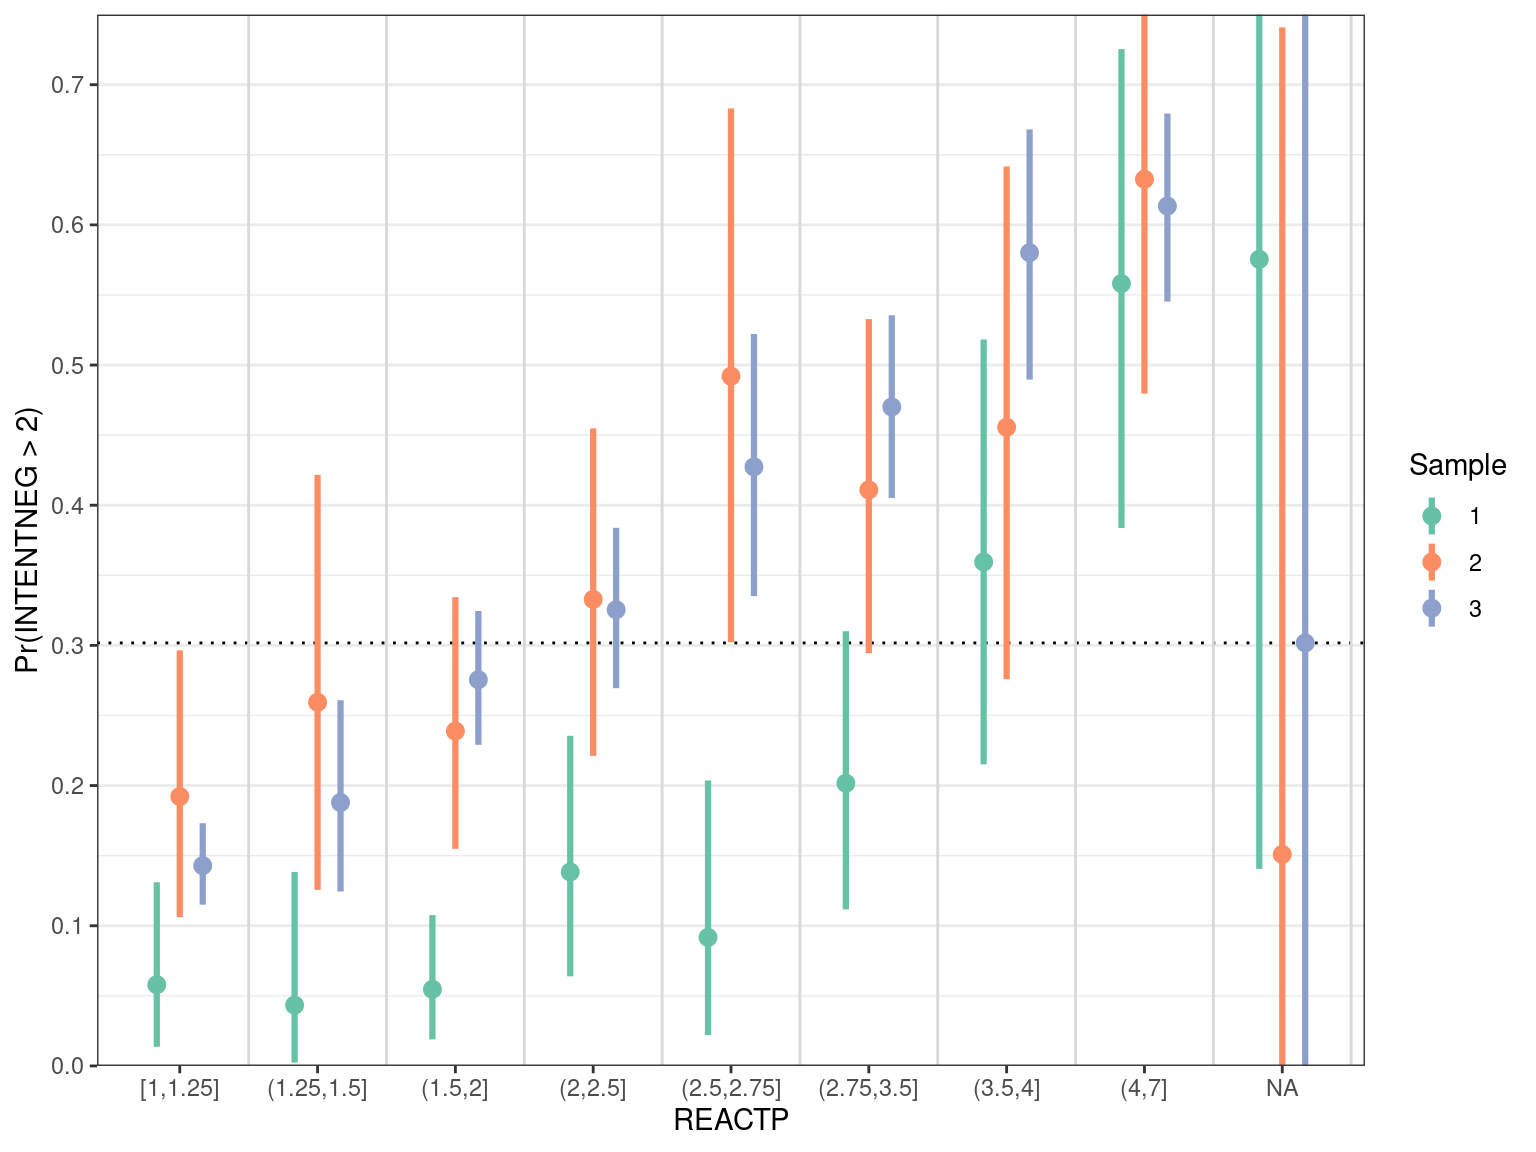 Pr(INTENTNEG > 2)
0.7
0.6
0.5
0.4
0.3
0.2
0.1
0.0
[1,1.25] (1.25,1.5] (1.5,2] (2,2.5] (2.5,2.75] (2.75,3.5] (3.5,4] (4,7] NA
REACTP
Sample
1
2
3